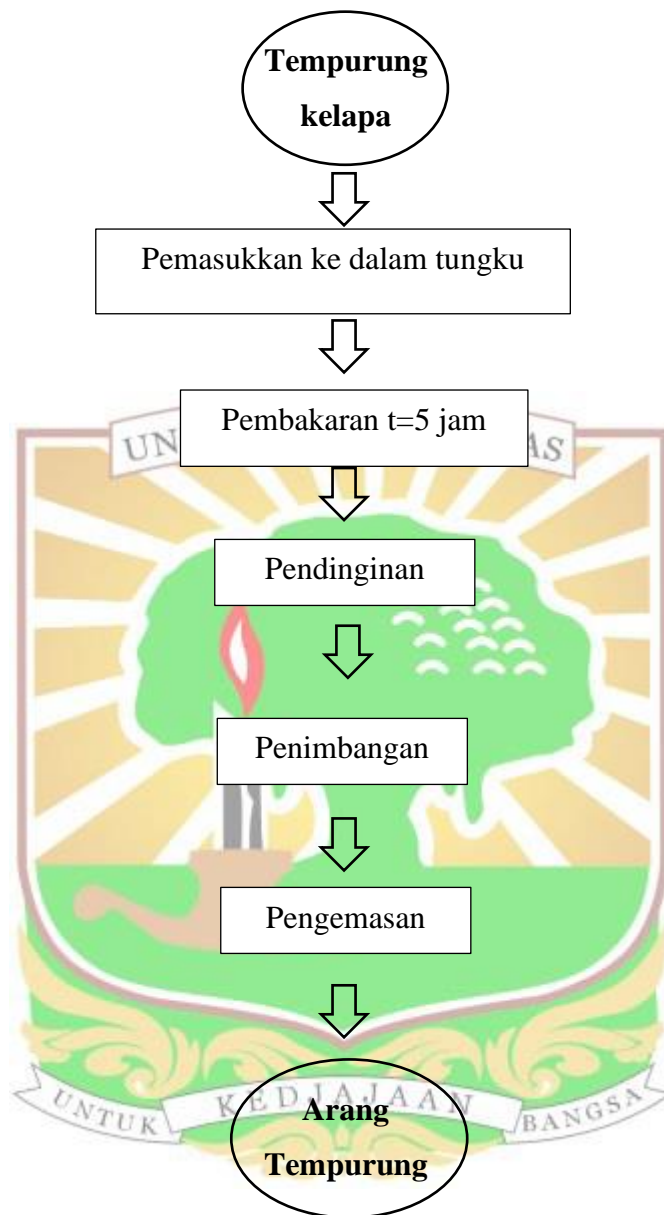 Tempurung
kelapa
Pemasukkan ke dalam tungku
Pembakaran t=5 jam
UN
AS
Pendinginan
Penimbangan
Pengemasan
UNTUK KEDJAJAAN BANGSA
Arang
Tempurung